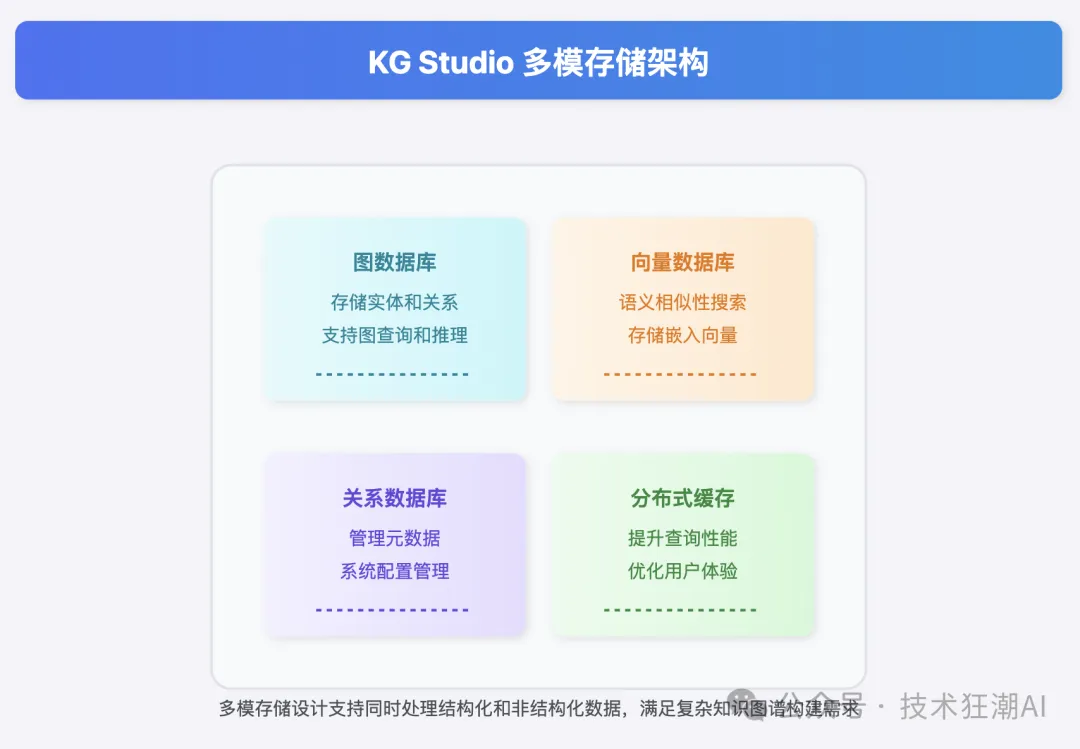 KG Studio 多模存储架构
图数据库
存储实体和关系
支持图查询和推理
向量数据库
语义相似性搜索
存储嵌入向量
关系数据库
管理元数据
系统配置管理
分布式缓存
提升查询性能
优化用户体验
多模存储设计支持同时处理结构化和非结构化数据，满足复杂知识图谱构建需求
公众号 · 技术狂潮AI